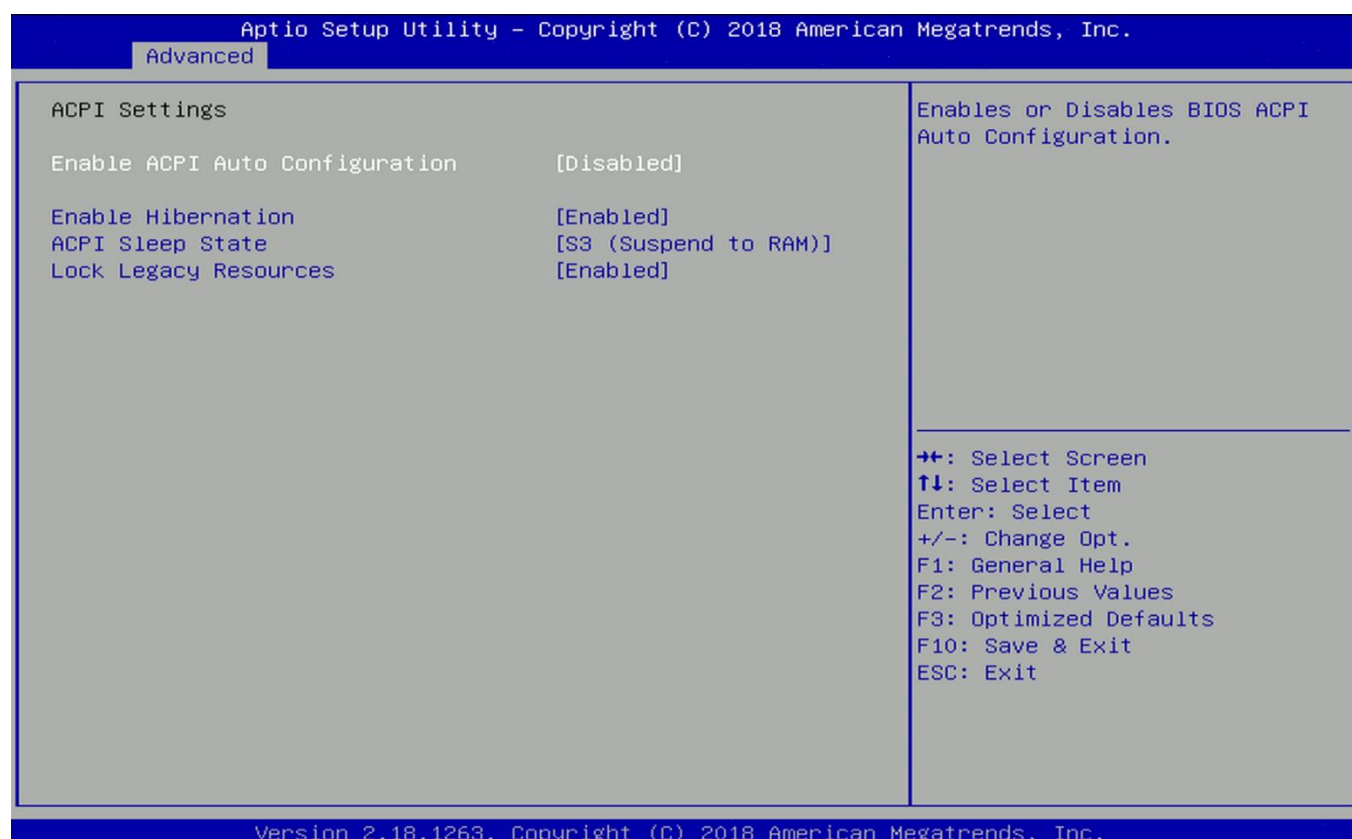 Aptio Setup Utility – Copyright (C) 2018 American Megatrends, Inc.
Advanced
ACPI Settings
Enable ACPI Auto Configuration [Disabled]
Enable Hibernation [Enabled]
ACPI Sleep State [S3 (Suspend to RAM)]
Lock Legacy Resources [Enabled]
Enables or Disables BIOS ACPI
Auto Configuration.
→←: Select Screen
↑↓: Select Item
Enter: Select
+/-: Change Opt.
F1: General Help
F2: Previous Values
F3: Optimized Defaults
F10: Save & Exit
ESC: Exit
Version 2.18.1263. Copyright (C) 2018 American Megatrends, Inc.